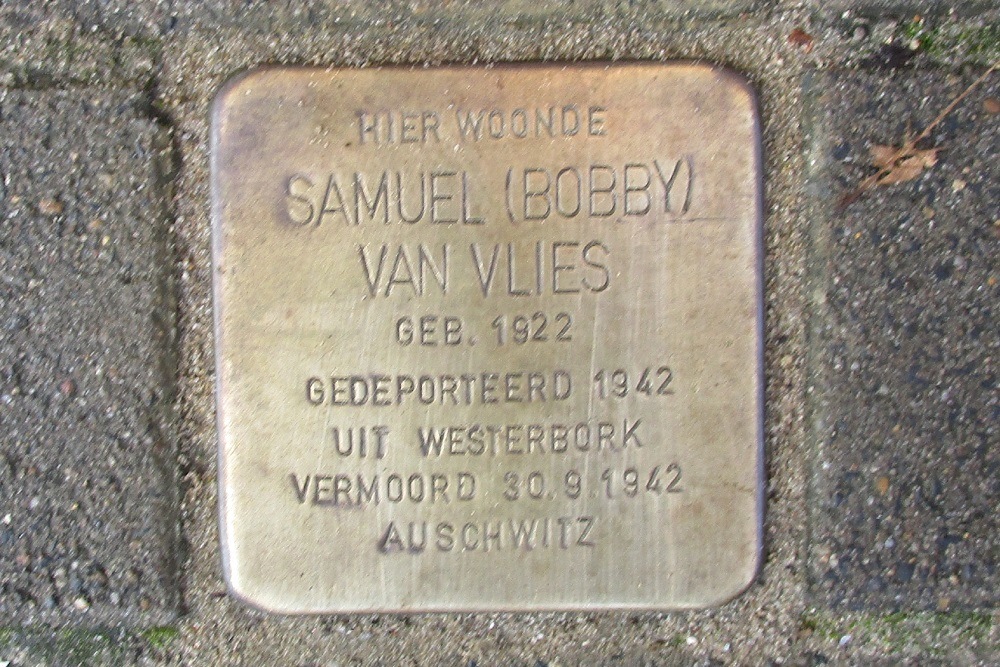 HIER WOONDE
SAMUEL (BOBBY)
VAN VLIES
GEB. 1922
GEDEPORTEERD 1942
UIT WESTERBORK
VERMOORD 30.9.1942
AUSCHWITZ